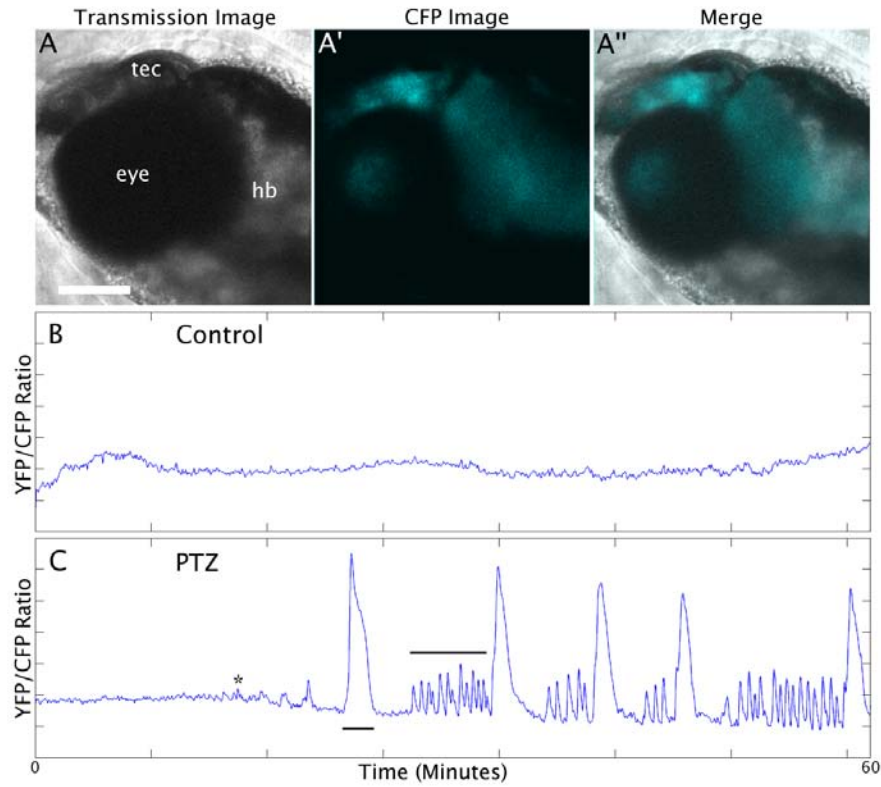 Transmission Image
CFP Image
Merge
A
A'
A"
tec
eye
hb
B
Control
YFP/CFP Ratio
C
PTZ
YFP/CFP Ratio
*
0
Time (Minutes)
60